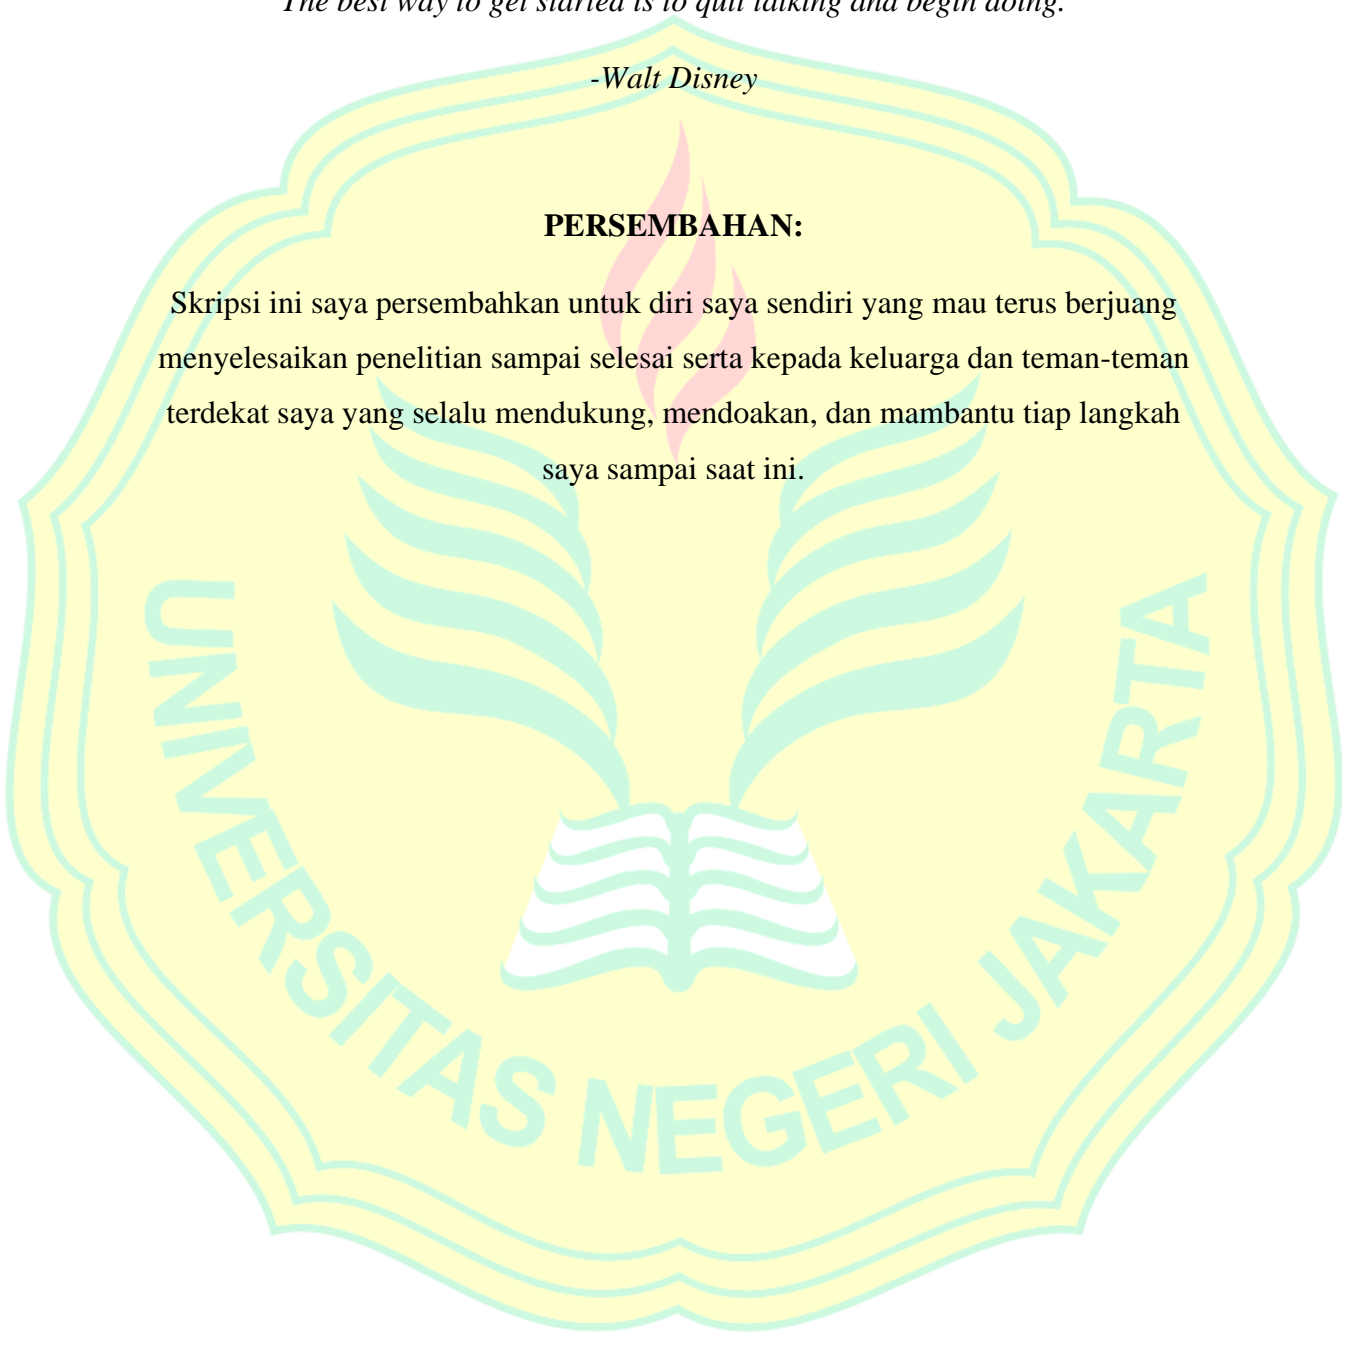 The best way to get started is to quit talking and begin doing.
-Walt Disney
PERSEMBAHAN:
Skripsi ini saya persembahkan untuk diri saya sendiri yang mau terus berjuang
menyelesaikan penelitian sampai selesai serta kepada keluarga dan teman-teman
terdekat saya yang selalu mendukung, mendoakan, dan mambantu tiap langkah
saya sampai saat ini.
UNIVERSITAS NEGERI JAKARTA